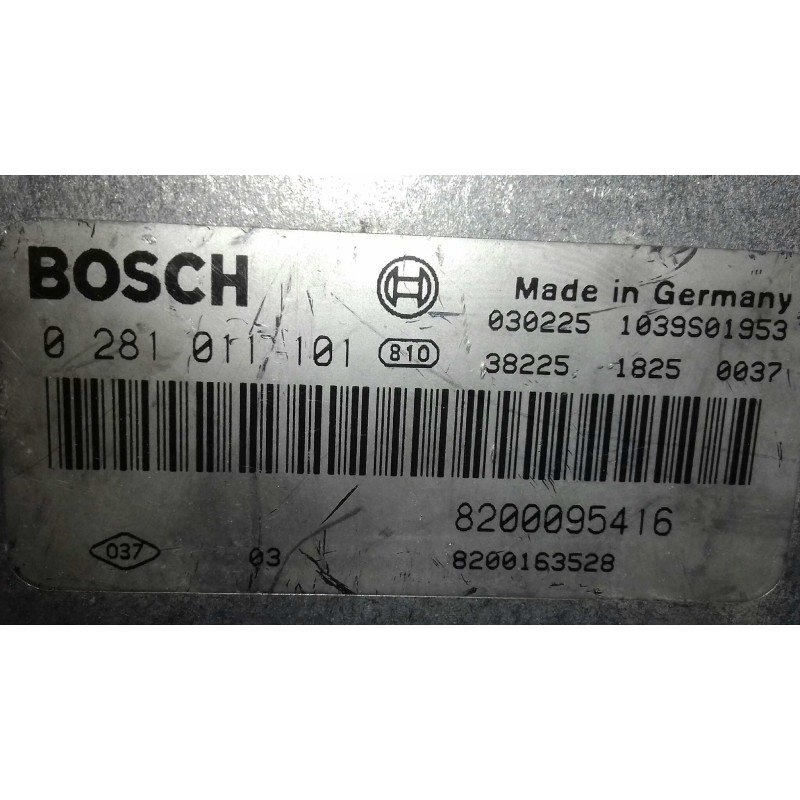 BOSCH
Made in Germany
030225 1039S01953
0 281 011 101 810
38225 1825 0037
8200095416
037 03 8200163528